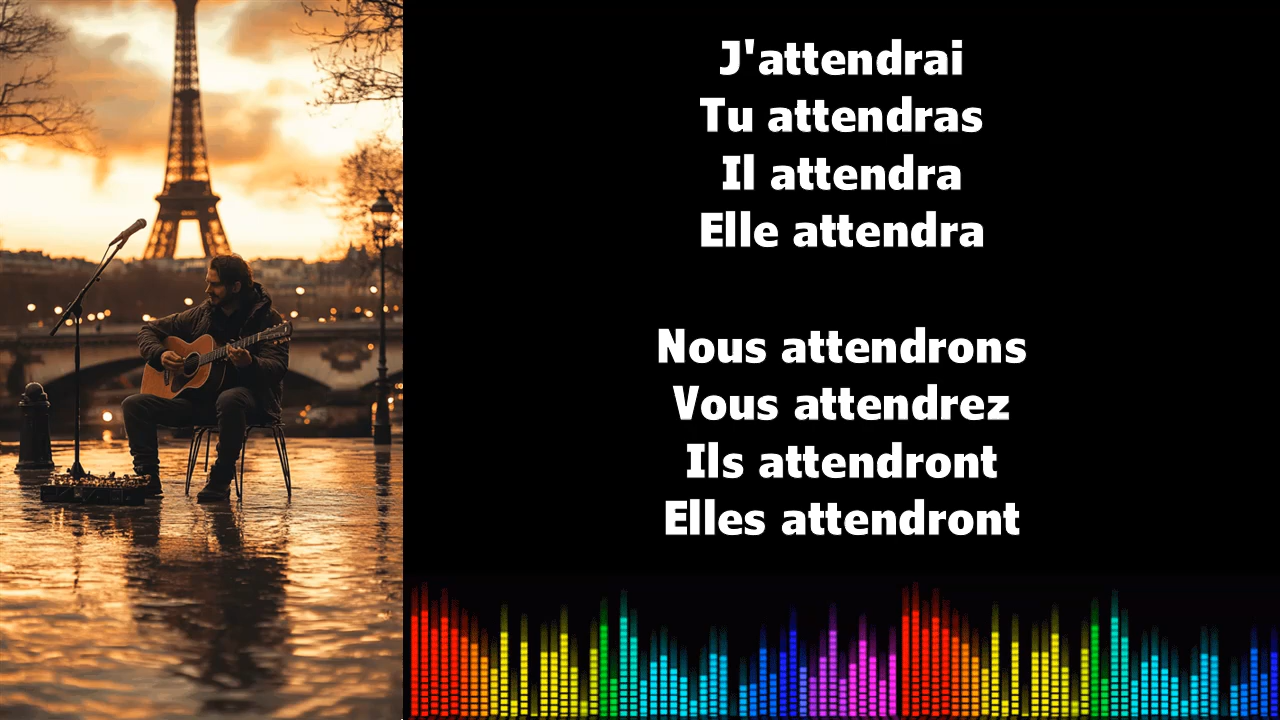 J'attendrai
Tu attendras
Il attendra
Elle attendra
Nous attendrons
Vous attendrez
Ils attendront
Elles attendront